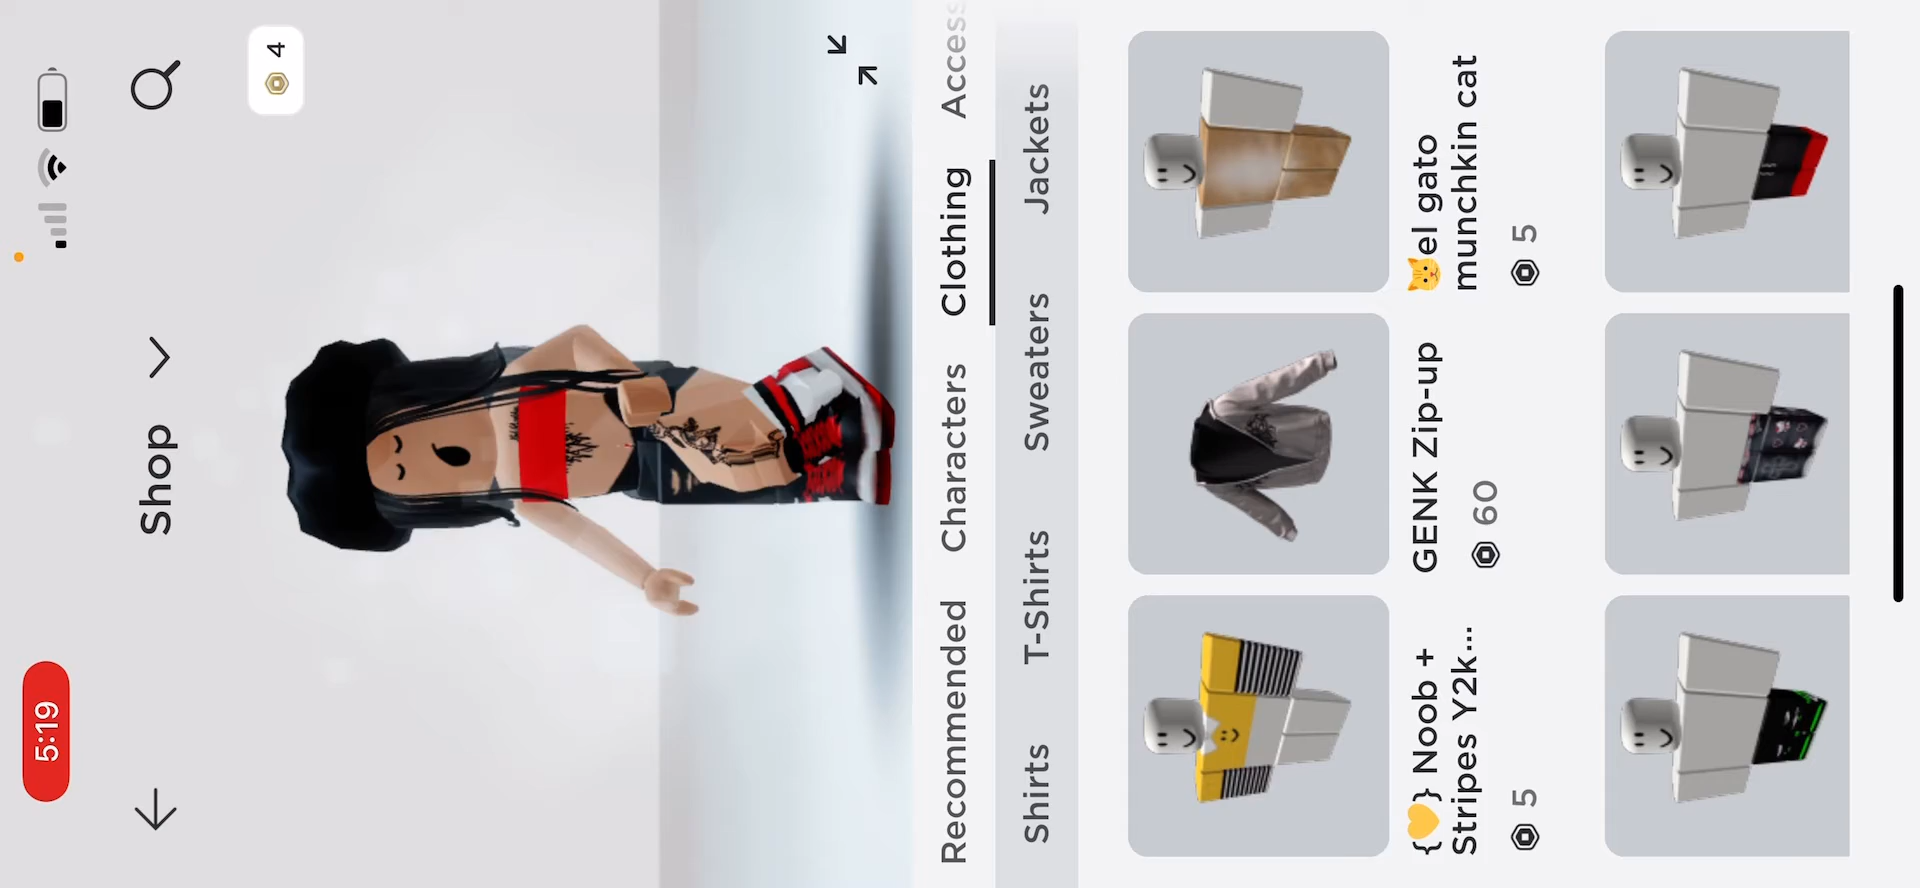 5:19
Shop
4
Recommended Characters Clothing Access
Shirts T-Shirts Sweaters Jackets
{💛} Noob +
Stripes Y2k...
5
GENK Zip-up
60
🐱el gato
munchkin cat
5